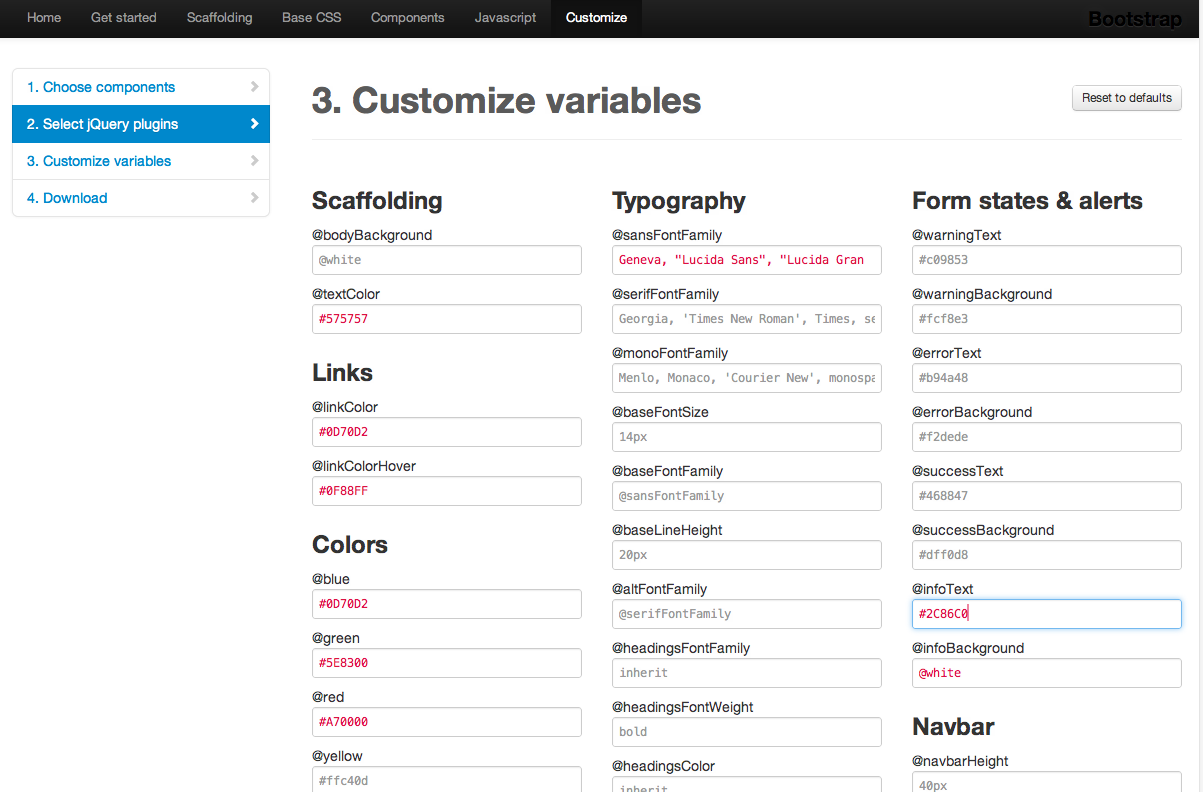 Home Get started Scaffolding Base CSS Components Javascript Customize Bootstrap
1. Choose components
2. Select jQuery plugins
3. Customize variables
4. Download
3. Customize variables
Reset to defaults
Scaffolding
@bodyBackground
@white
@textColor
#575757
Links
@linkColor
#0D70D2
@linkColorHover
#0F88FF
Colors
@blue
#0D70D2
@green
#5E8300
@red
#A70000
@yellow
#ffc40d
Typography
@sansFontFamily
Geneva, "Lucida Sans", "Lucida Gran
@serifFontFamily
Georgia, 'Times New Roman', Times, se
@monoFontFamily
Menlo, Monaco, 'Courier New', monospa
@baseFontSize
14px
@baseFontFamily
@sansFontFamily
@baseLineHeight
20px
@altFontFamily
@serifFontFamily
@headingsFontFamily
inherit
@headingsFontWeight
bold
@headingsColor
inherit
Form states & alerts
@warningText
#c09853
@warningBackground
#fcf8e3
@errorText
#b94a48
@errorBackground
#f2dede
@successText
#468847
@successBackground
#dff0d8
@infoText
#2C86C0
@infoBackground
@white
Navbar
@navbarHeight
40px